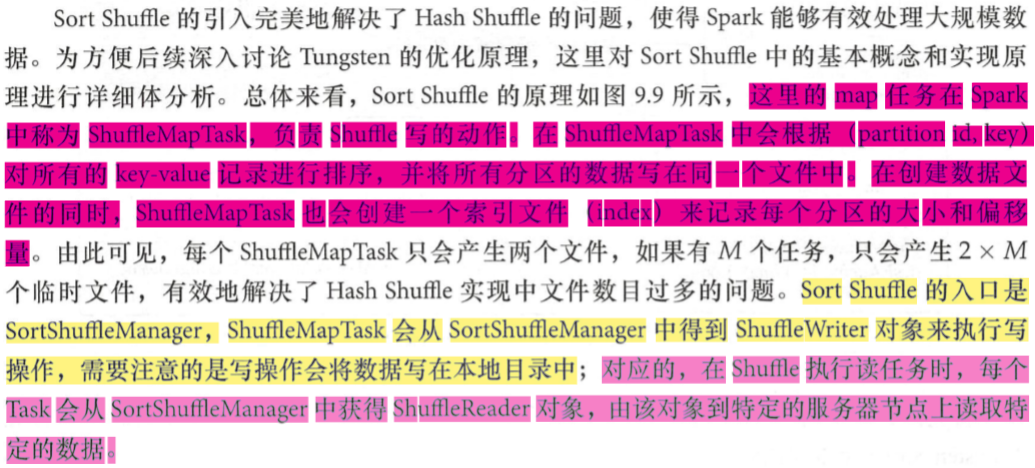 Sort Shuffle 的引入完美地解决了 Hash Shuffle 的问题，使得 Spark 能够有效处理大规模数
据。为方便后续深入讨论 Tungsten 的优化原理，这里对 Sort Shuffle 中的基本概念和实现原
理进行详细体分析。总体来看，Sort Shuffle 的原理如图 9.9 所示，这里的 map 任务在 Spark
中称为 ShuffleMapTask，负责 Shuffle 写的动作。在 ShuffleMapTask 中会根据（partition id, key）
对所有的 key-value 记录进行排序，并将所有分区的数据写在同一个文件中。在创建数据文
件的同时，ShuffleMapTask 也会创建一个索引文件（index）来记录每个分区的大小和偏移
量。由此可见，每个 ShuffleMapTask 只会产生两个文件，如果有 M 个任务，只会产生 2 × M
个临时文件，有效地解决了 Hash Shuffle 实现中文件数目过多的问题。Sort Shuffle 的入口是
SortShuffleManager，ShuffleMapTask 会从 SortShuffleManager 中得到 ShuffleWriter 对象来执行写
操作，需要注意的是写操作会将数据写在本地目录中；对应的，在 Shuffle 执行读任务时，每个
Task 会从 SortShuffleManager 中获得 ShuffleReader 对象，由该对象到特定的服务器节点上读取特
定的数据。